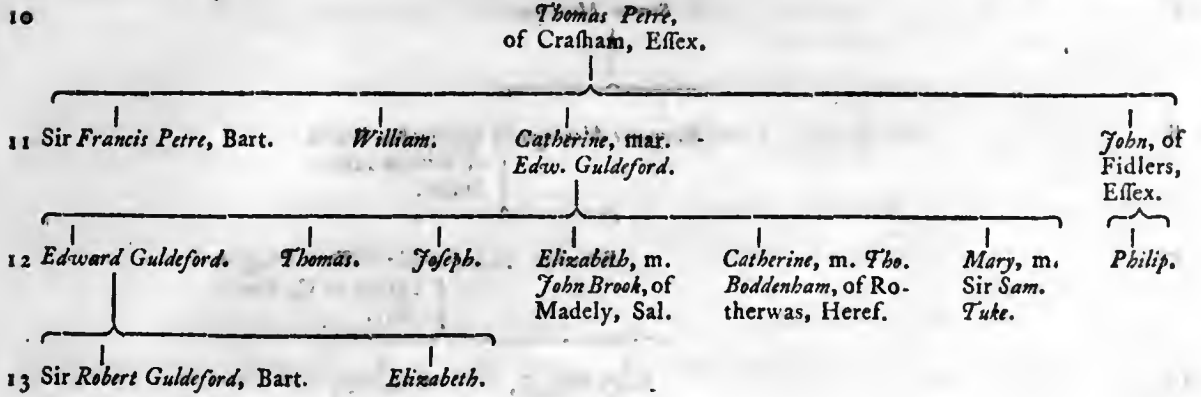 10 Thomas Petre,
of Craſham, Eſſex.
11 Sir Francis Petre, Bart. William. Catherine, mar. John, of
Edw. Guldeford. Fidlers,
Eſſex.
12 Edward Guldeford. Thomas. Joſeph. Elizabeth, m. Catherine, m. Tho. Mary, m. Philip.
John Brook, of Boddenham, of Ro- Sir Sam.
Madely, Sal. therwas, Heref. Tuke.
13 Sir Robert Guldeford, Bart. Elizabeth.